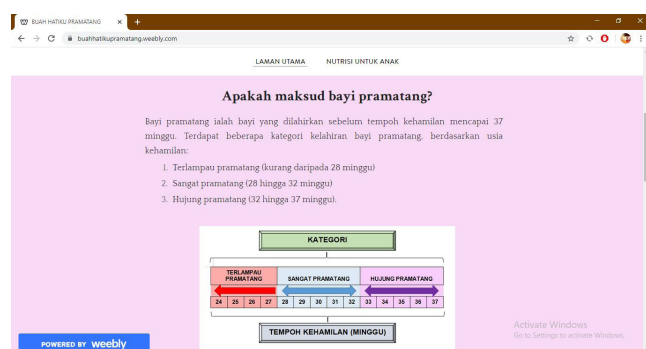 BUAH HATIKU PRAMATANG
buahhatikupramatang.weebly.com
LAMAN UTAMA NUTRISI UNTUK ANAK
Apakah maksud bayi pramatang?
Bayi pramatang ialah bayi yang dilahirkan sebelum tempoh kehamilan mencapai 37
minggu. Terdapat beberapa kategori kelahiran bayi pramatang, berdasarkan usia
kehamilan:
1. Terlampau pramatang (kurang daripada 28 minggu)
2. Sangat pramatang (28 hingga 32 minggu)
3. Hujung pramatang (32 hingga 37 minggu).
KATEGORI
TERLAMPAU
PRAMATANG SANGAT PRAMATANG HUJUNG PRAMATANG
24 25 26 27 28 29 30 31 32 33 34 35 36 37
TEMPOH KEHAMILAN (MINGGU)
Activate Windows
Go to Settings to activate Windows.
POWERED BY weebly